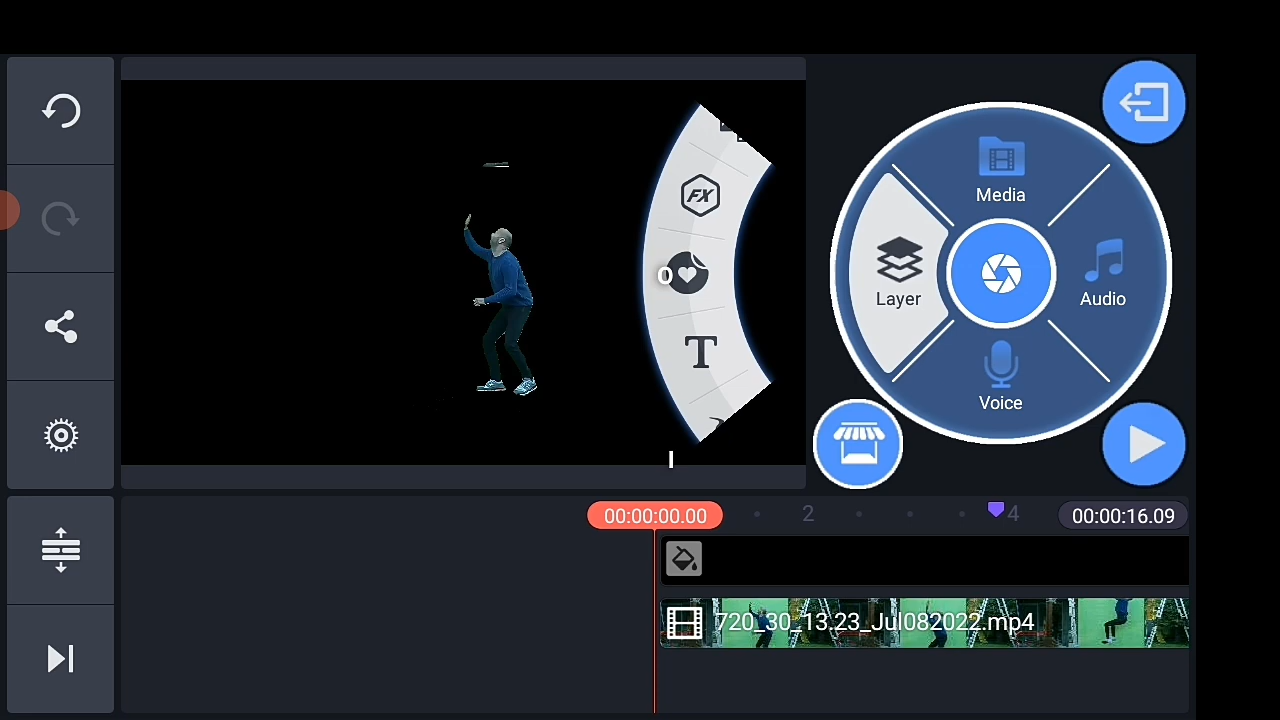 Media
FX
Layer
Audio
T
Voice
00:00:00.00
2
4
00:00:16.09
720_30_13.23_Jul082022.mp4